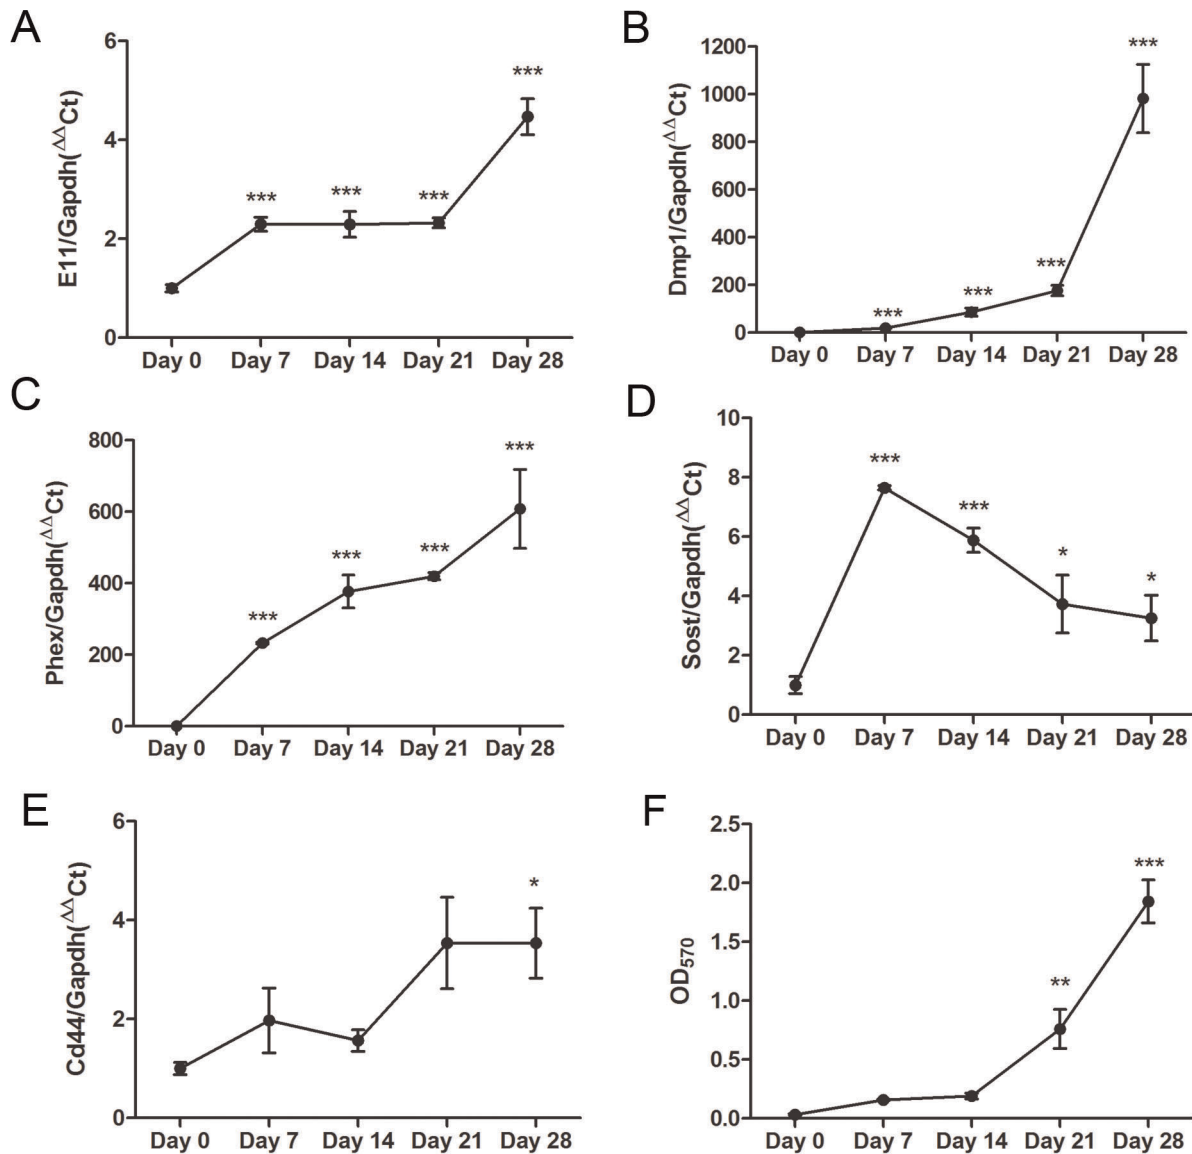 A
E11/Gapdh(ΔΔCt)
6
4
2
0
***
***
***
***
Day 0 Day 7 Day 14 Day 21 Day 28
B
Dmp1/Gapdh(ΔΔCt)
1200
1000
800
600
400
200
0
***
***
***
***
Day 0 Day 7 Day 14 Day 21 Day 28
C
Phex/Gapdh(ΔΔCt)
800
600
400
200
0
***
***
***
***
Day 0 Day 7 Day 14 Day 21 Day 28
D
Sost/Gapdh(ΔΔCt)
10
8
6
4
2
0
***
***
*
*
Day 0 Day 7 Day 14 Day 21 Day 28
E
Cd44/Gapdh(ΔΔCt)
6
4
2
0
*
Day 0 Day 7 Day 14 Day 21 Day 28
F
OD570
2.5
2.0
1.5
1.0
0.5
0.0
**
***
Day 0 Day 7 Day 14 Day 21 Day 28